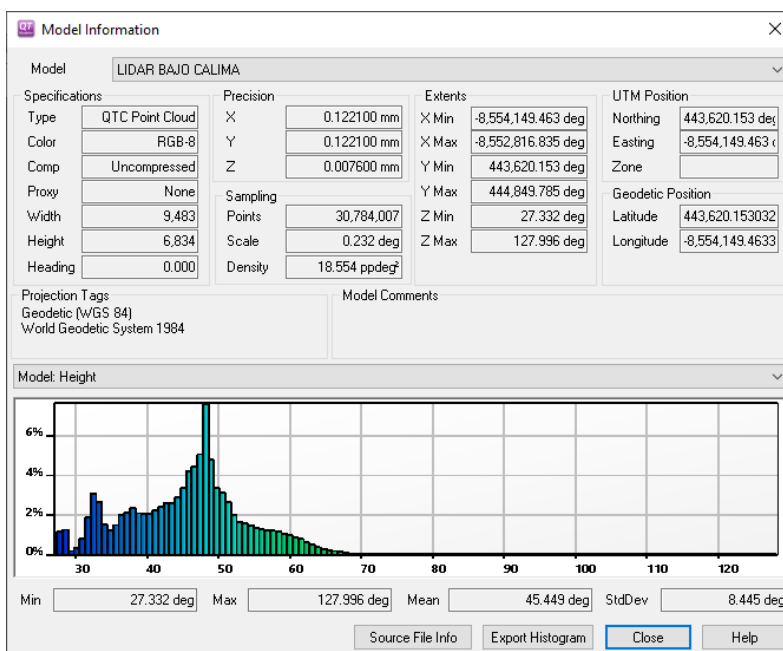 QT
Model Information
Model LIDAR BAJO CALIMA
Specifications
Type QTC Point Cloud
Color RGB-8
Comp Uncompressed
Proxy None
Width 9,483
Height 6,834
Heading 0.000
Precision
X 0.122100 mm
Y 0.122100 mm
Z 0.007600 mm
Sampling
Points 30,784,007
Scale 0.232 deg
Density 18.554 ppdeg²
Extents
X Min -8,554,149.463 deg
X Max -8,552,816.835 deg
Y Min 443,620.153 deg
Y Max 444,849.785 deg
Z Min 27.332
Z Max 127.996
UTM Position
Northing 443,620.153 deg
Easting -8,554,149.463
Zone
Geodetic Position
Latitude 443,620.153032
Longitude -8,554,149.4633
Projection Tags
Geodetic (WGS 84)
World Geodetic System 1984
Model Comments
Model: Height
6%
4%
2%
0%
30 40 50 60 70 80 90 100 110 120
Min 27.332 deg Max 127.996 deg Mean 45.449 deg StdDev 8.445 deg
Source File Info Export Histogram Close Help